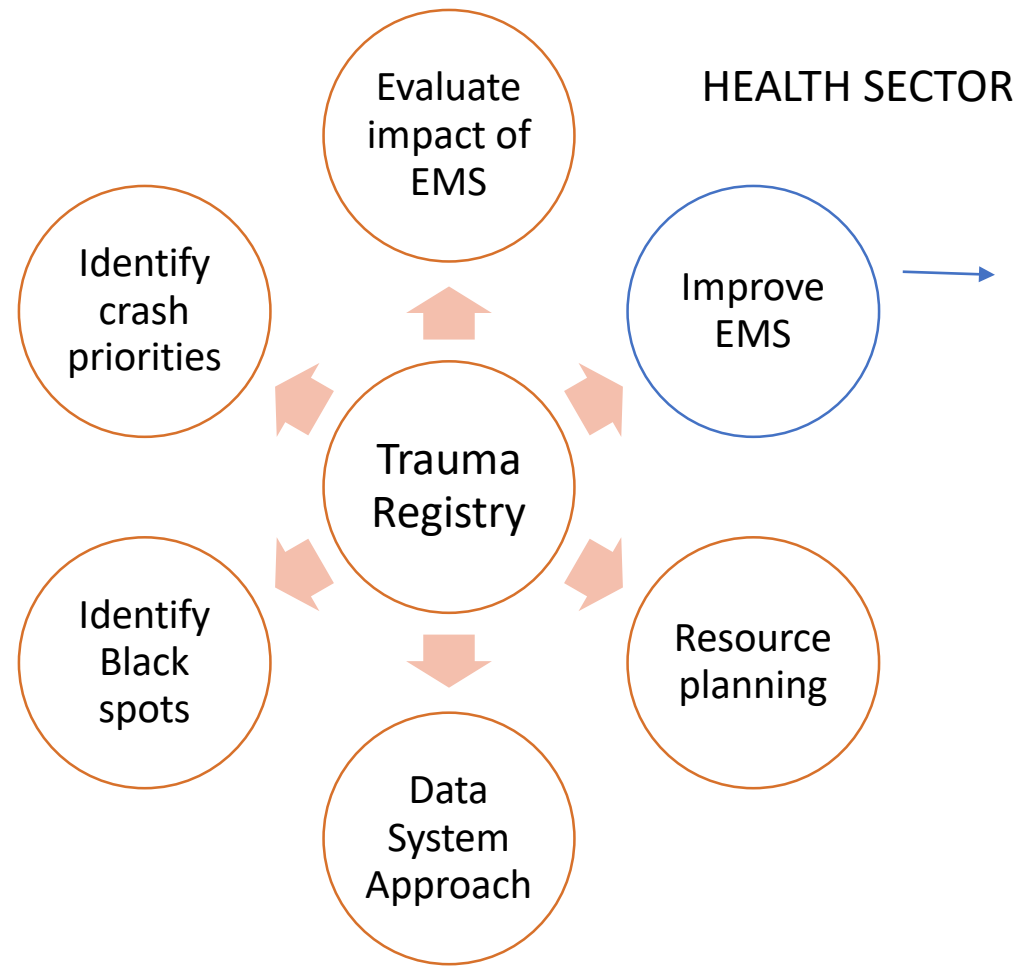 HEALTH SECTOR
Evaluate
impact of
EMS
Improve
EMS
Resource
planning
Data
System
Approach
Identify
Black
spots
Identify
crash
priorities
Trauma
Registry